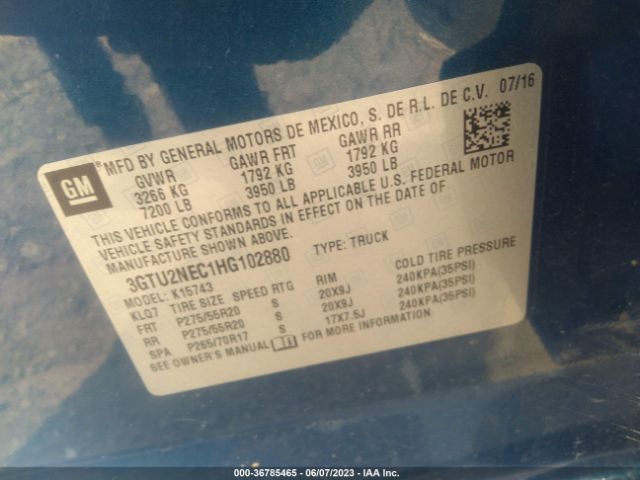 GM
®
MFD BY GENERAL MOTORS DE MEXICO, S. DE R.L. DE C.V. 07/16
GVWR GAWR FRT GAWR RR
3266 KG 1792 KG 1792 KG
7200 LB 3950 LB 3950 LB
THIS VEHICLE CONFORMS TO ALL APPLICABLE U.S. FEDERAL MOTOR
VEHICLE SAFETY STANDARDS IN EFFECT ON THE DATE OF
MANUFACTURE SHOWN ABOVE.
3GTU2NEC1HG102880 TYPE: TRUCK
MODEL: K15743
KLQ7 TIRE SIZE SPEED RTG RIM COLD TIRE PRESSURE
FRT P275/55R20 S 20X9J 240KPA(35PSI)
RR P275/55R20 S 20X9J 240KPA(35PSI)
SPA P265/70R17 S 17X7.5J 240KPA(35PSI)
SEE OWNER'S MANUAL FOR MORE INFORMATION.
000-36785465 - 06/07/2023 - IAA Inc.